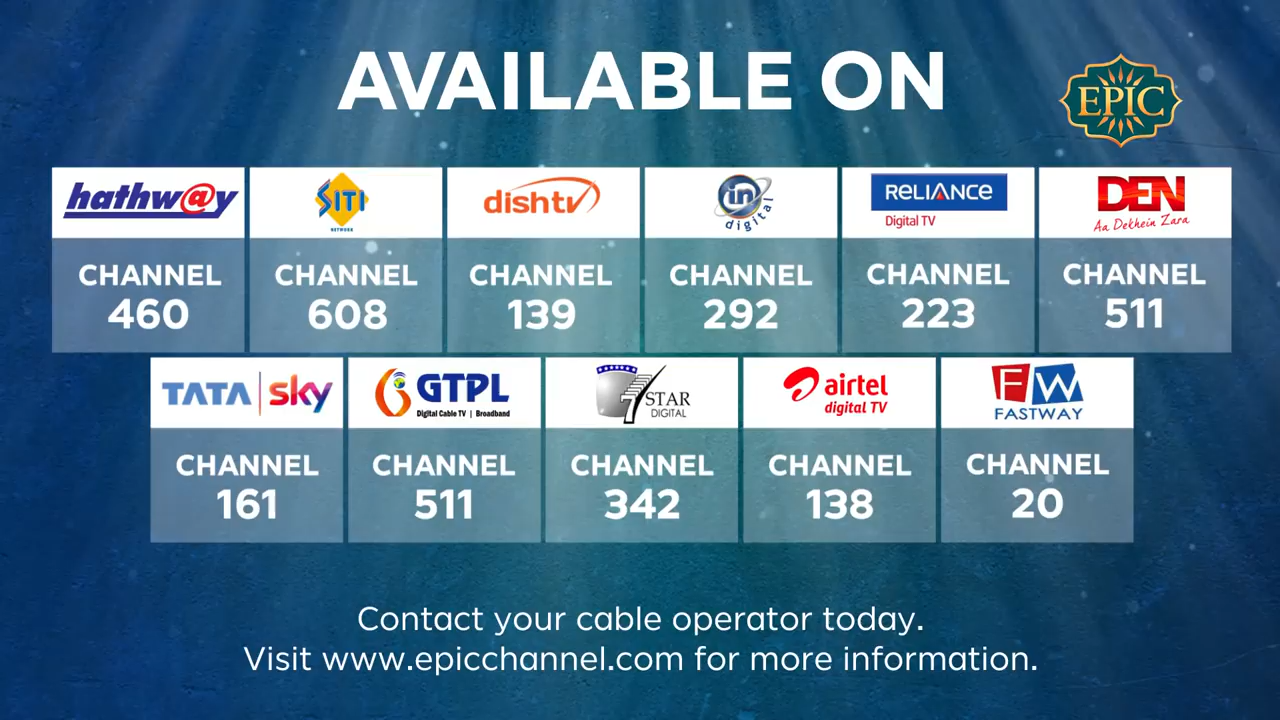 AVAILABLE ON
EPIC
hathw@y
SITI
NETWORK
dishtv
in
digital
RELIANCE
Digital TV
DEN
Aa Dekhein Zara
CHANNEL
460
CHANNEL
608
CHANNEL
139
CHANNEL
292
CHANNEL
223
CHANNEL
511
TATA sky
GTPL
Digital Cable TV | Broadband
7 STAR
DIGITAL
airtel
digital TV
FW
FASTWAY
CHANNEL
161
CHANNEL
511
CHANNEL
342
CHANNEL
138
CHANNEL
20
Contact your cable operator today.
Visit www.epicchannel.com for more information.